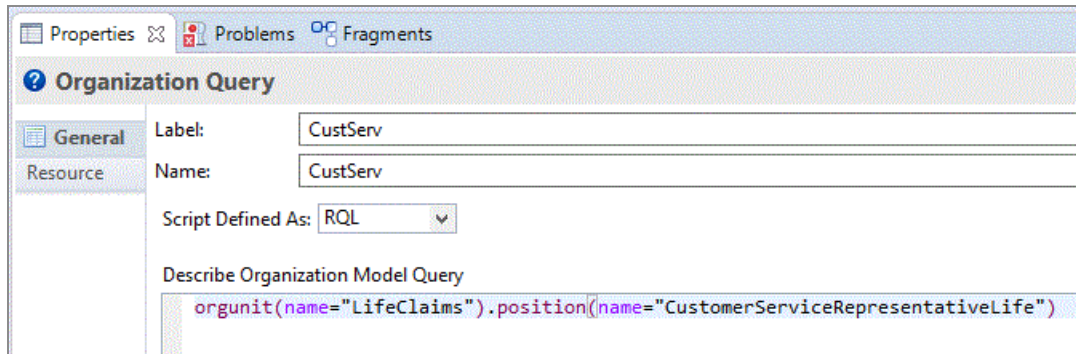 Properties Problems Fragments
Organization Query
General
Resource
Label: CustServ
Name: CustServ
Script Defined As: RQL
Describe Organization Model Query
orgunit(name="LifeClaims").position(name="CustomerServiceRepresentativeLife")